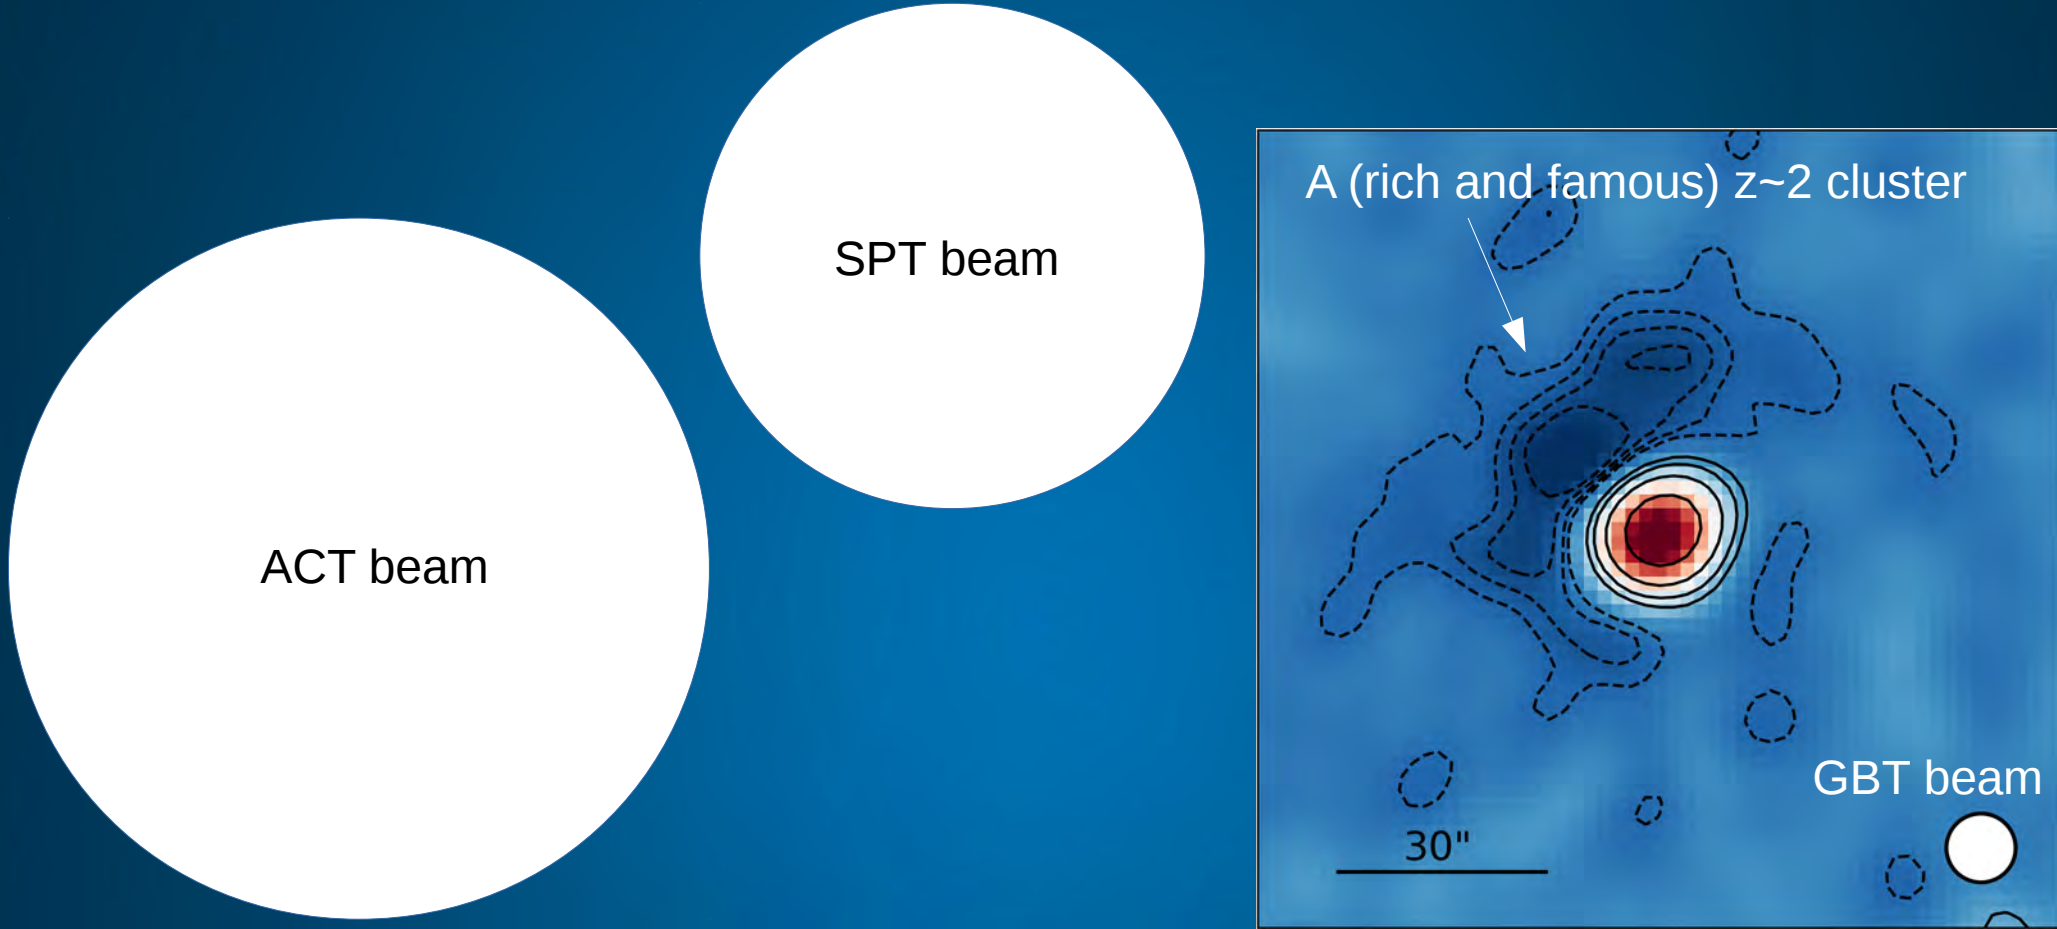 ACT beam
SPT beam
A (rich and famous) z~2 cluster
GBT beam
30"